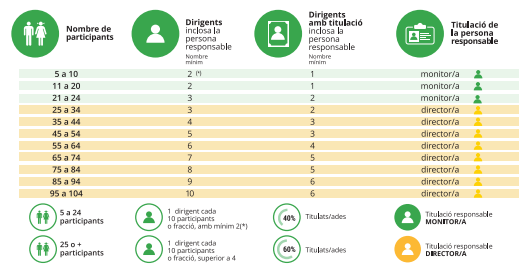 Nombre de
participants
Dirigents
inclosa la
persona
responsable
Nombre
mínim
Dirigents
amb titulació
inclosa la
persona
responsable
Nombre
mínim
Titulació de
la persona
responsable
5 a 10 2 (*) 1 monitor/a
11 a 20 2 1 monitor/a
21 a 24 3 2 monitor/a
25 a 34 3 2 director/a
35 a 44 4 3 director/a
45 a 54 5 3 director/a
55 a 64 6 4 director/a
65 a 74 7 5 director/a
75 a 84 8 5 director/a
85 a 94 9 6 director/a
95 a 104 10 6 director/a
5 a 24
participants
1 dirigent cada
10 participants
o fracció, amb mínim 2(*)
40%
Titulats/ades
Titulació responsable
MONITOR/A
25 o +
participants
1 dirigent cada
10 participants
o fracció, superior a 4
60%
Titulats/ades
Titulació responsable
DIRECTOR/A